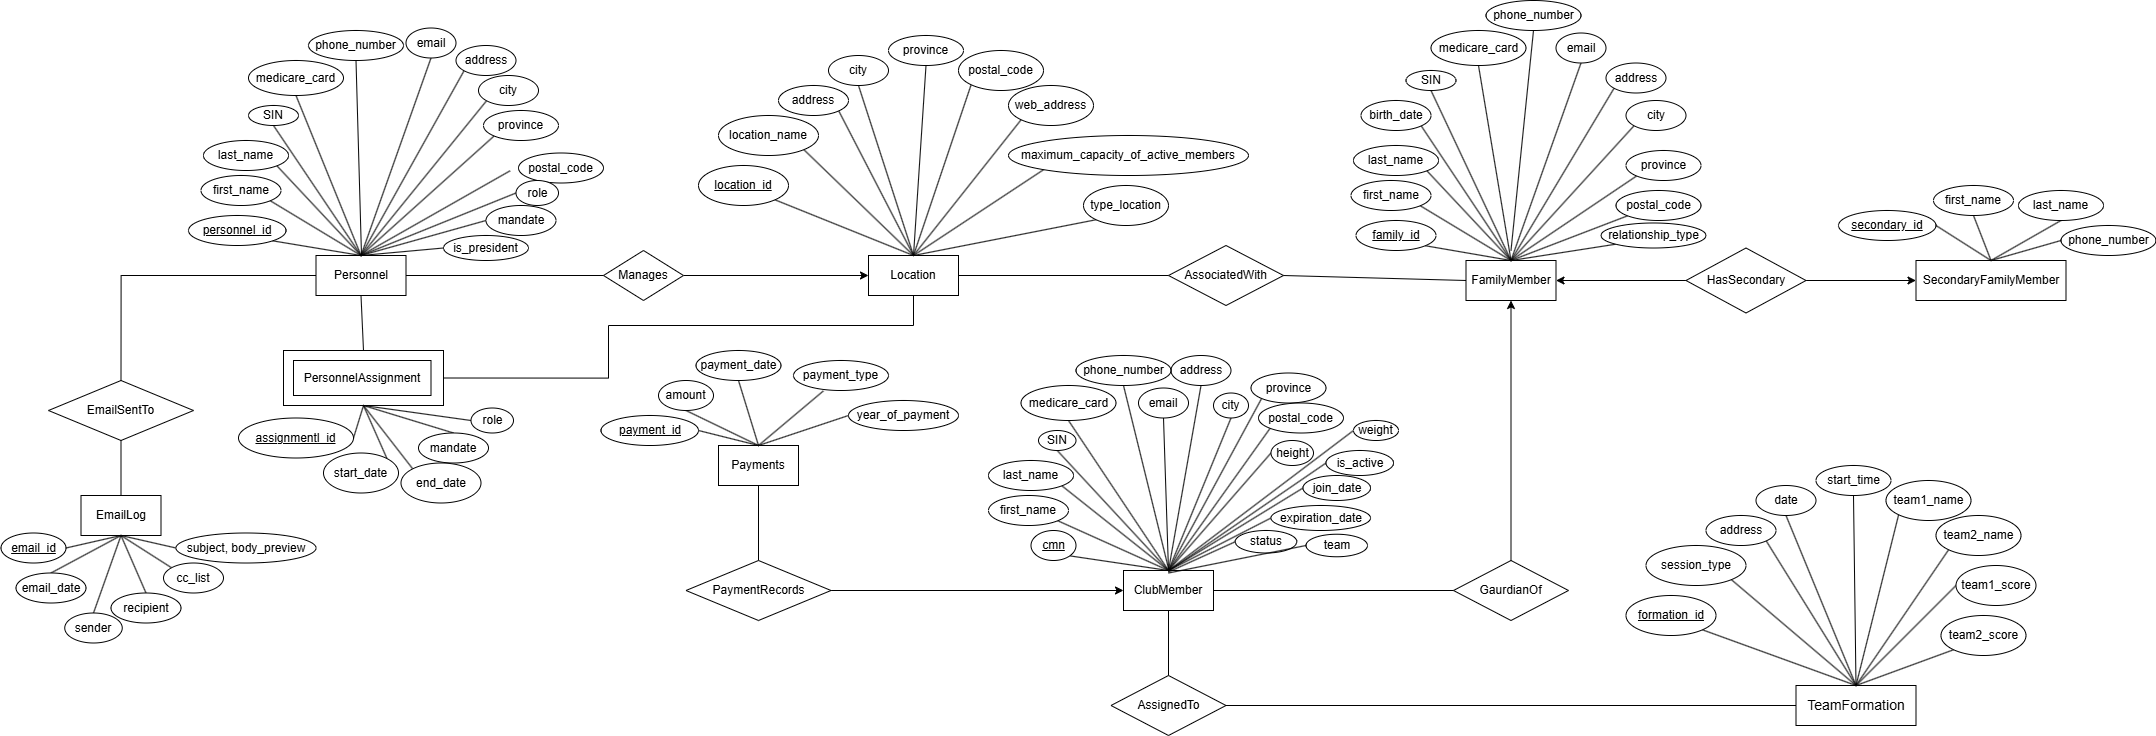 phone_number
email
address
medicare_card
city
SIN
province
last_name
postal_code
first_name
role
personnel_id
mandate
is_president
Personnel
Manages
province
city
postal_code
address
web_address
location_name
maximum_capacity_of_active_members
location_id
type_location
Location
AssociatedWith
phone_number
medicare_card
email
SIN
address
birth_date
city
last_name
province
first_name
postal_code
family_id
relationship_type
FamilyMember
HasSecondary
first_name
last_name
secondary_id
phone_number
SecondaryFamilyMember
PersonnelAssignment
assignmentI_id
role
mandate
start_date
end_date
EmailSentTo
EmailLog
email_id
subject, body_preview
email_date
cc_list
recipient
sender
payment_date
amount
payment_type
payment_id
year_of_payment
Payments
PaymentRecords
phone_number
address
medicare_card
email
city
province
postal_code
SIN
weight
height
last_name
is_active
join_date
first_name
expiration_date
cmn
status
team
ClubMember
GaurdianOf
AssignedTo
start_time
date
team1_name
address
team2_name
session_type
team1_score
formation_id
team2_score
TeamFormation